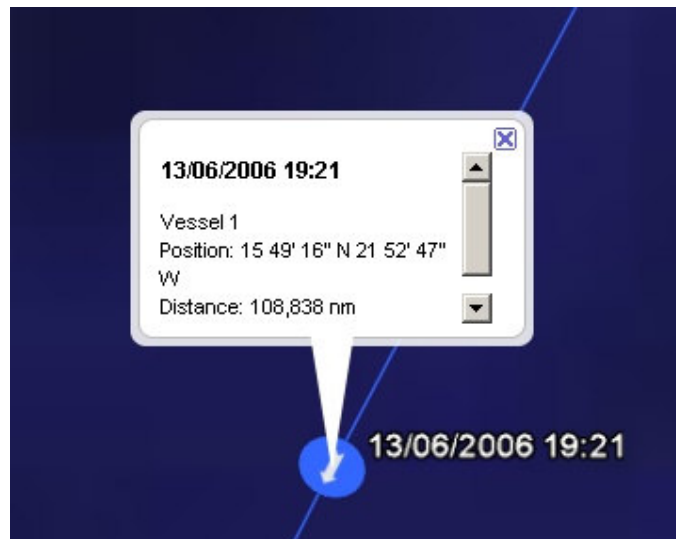 13/06/2006 19:21
Vessel 1
Position: 15 49' 16" N 21 52' 47"
W
Distance: 108,838 nm
13/06/2006 19:21